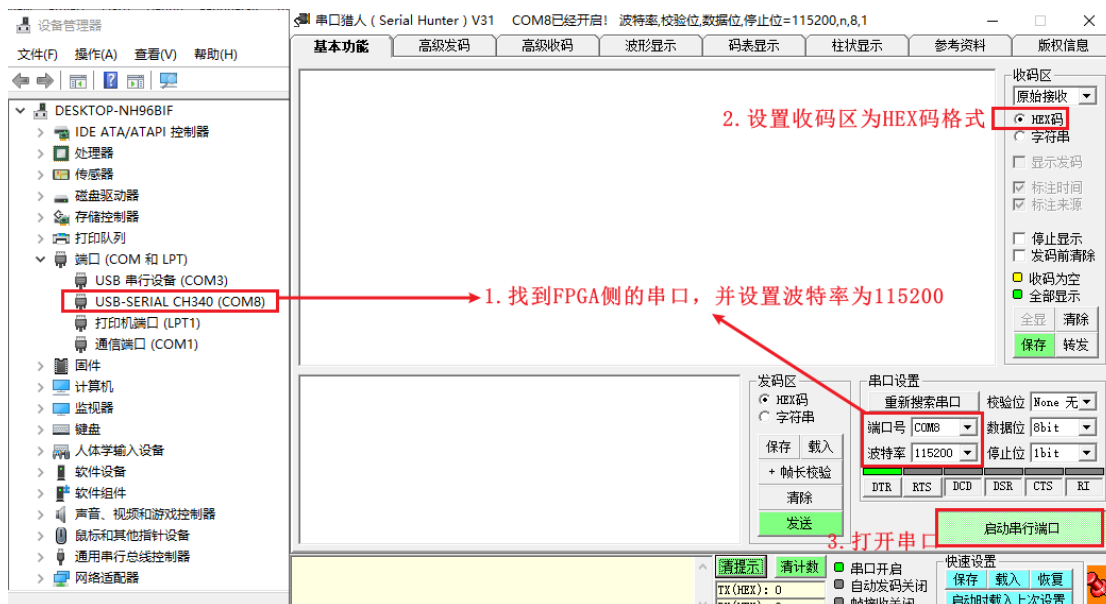 设备管理器
文件(F) 操作(A) 查看(V) 帮助(H)
DESKTOP-NH96BIF
IDE ATA/ATAPI 控制器
处理器
传感器
磁盘驱动器
存储控制器
打印队列
端口 (COM 和 LPT)
USB 串行设备 (COM3)
USB-SERIAL CH340 (COM8)
打印机端口 (LPT1)
通信端口 (COM1)
固件
计算机
监视器
键盘
人体学输入设备
软件设备
软件组件
声音、视频和游戏控制器
鼠标和其他指针设备
通用串行总线控制器
网络适配器
串口猎人 ( Serial Hunter ) V31 COM8已经开启! 波特率,校验位,数据位,停止位=115200,n,8,1
基本功能 高级发码 高级收码 波形显示 码表显示 柱状显示 参考资料 版权信息
收码区
原始接收
2. 设置收码区为HEX码格式
HEX码
字符串
显示发码
标注时间
标注来源
停止显示
发码前清除
收码为空
全部显示
全显 清除
保存 转发
1. 找到FPGA侧的串口，并设置波特率为115200
发码区
HEX码
字符串
保存 载入
+ 帧长校验
清除
发送
串口设置
重新搜索串口 校验位 None 无
端口号 COM8 数据位 8bit
波特率 115200 停止位 1bit
DTR RTS DCD DSR CTS RI
启动串行端口
3. 打开串口
清提示 清计数
TX(HEX): 0
串口开启
自动发码关闭
帧接收关闭
快速设置
保存 载入 恢复
启动时载入上次设置